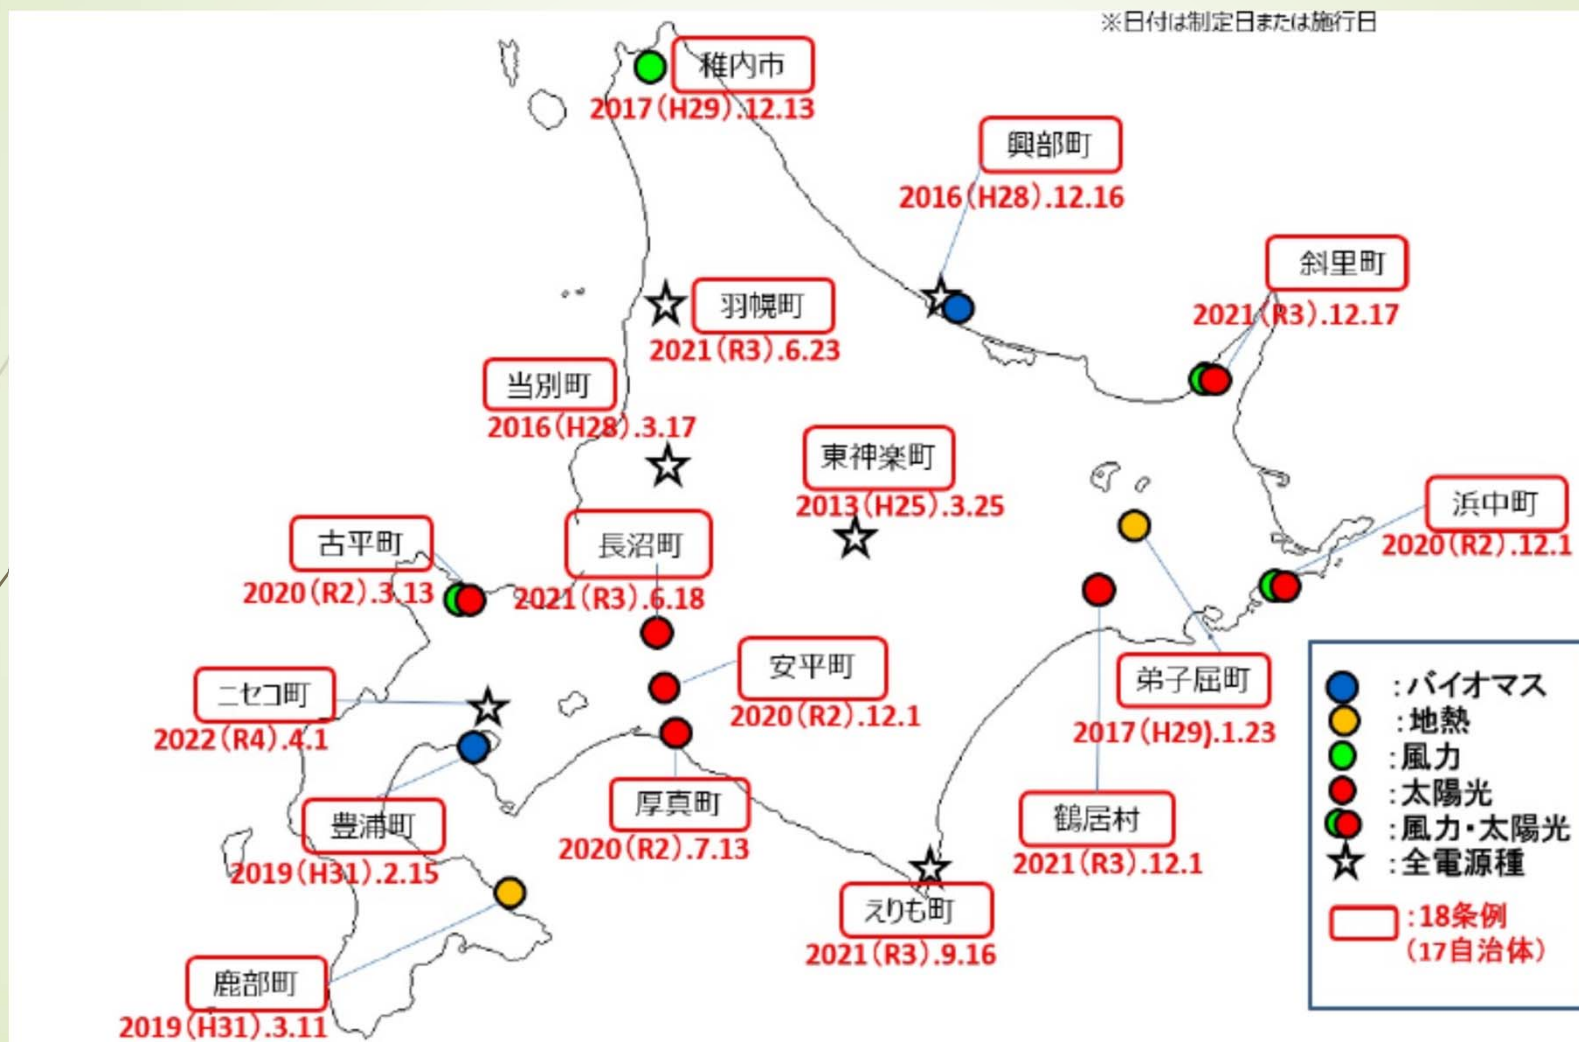 ※日付は制定日または施行日
稚内市
2017(H29).12.13
興部町
2016(H28).12.16
斜里町
2021(R3).12.17
羽幌町
2021(R3).6.23
当別町
2016(H28).3.17
東神楽町
2013(H25).3.25
浜中町
2020(R2).12.1
古平町
2020(R2).3.13
長沼町
2021(R3).6.18
安平町
2020(R2).12.1
弟子屈町
2017(H29).1.23
ニセコ町
2022(R4).4.1
厚真町
2020(R2).7.13
鶴居村
2021(R3).12.1
豊浦町
2019(H31).2.15
えりも町
2021(R3).9.16
鹿部町
2019(H31).3.11
:バイオマス
:地熱
:風力
:太陽光
:風力・太陽光
:全電源種
:18条例
(17自治体)